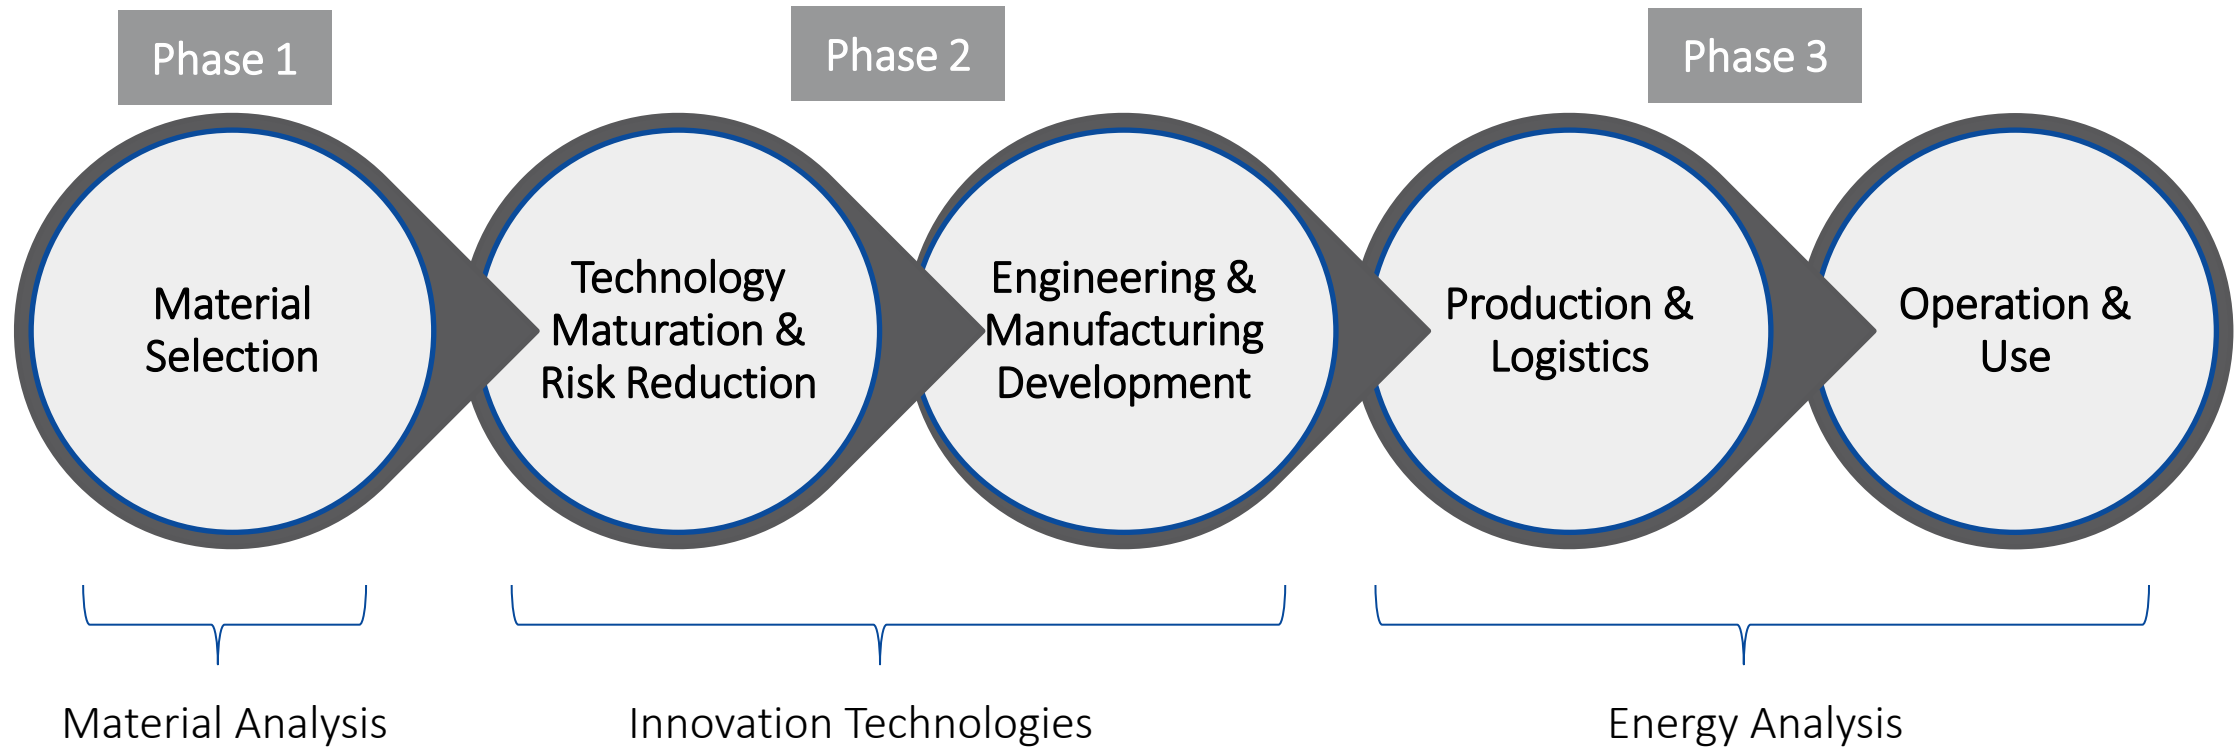 Phase 1
Phase 2
Phase 3
Material
Selection
Technology
Maturation &
Risk Reduction
Engineering &
Manufacturing
Development
Production &
Logistics
Operation &
Use
Material Analysis
Innovation Technologies
Energy Analysis